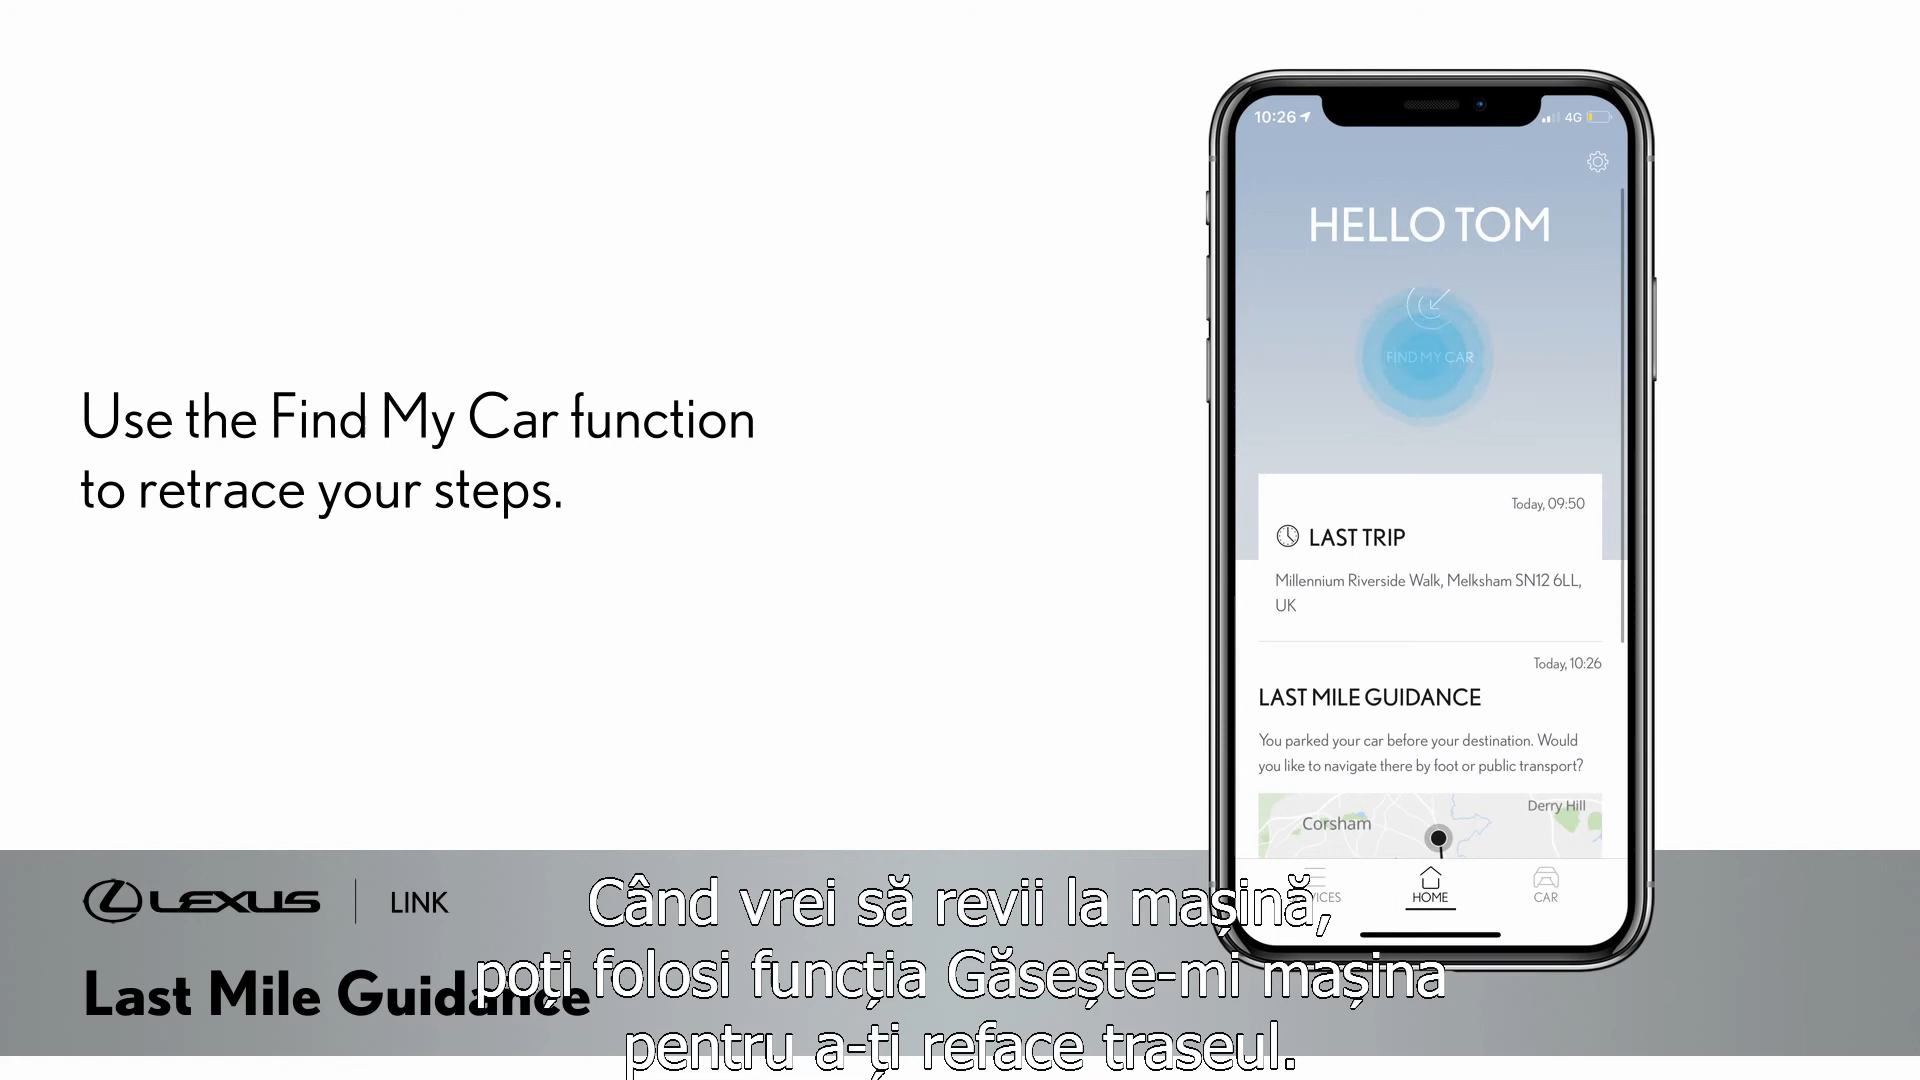 Use the Find My Car function
to retrace your steps.
10:26
4G
HELLO TOM
FIND MY CAR
Today, 09:50
LAST TRIP
Millennium Riverside Walk, Melksham SN12 6LL,
UK
Today, 10:26
LAST MILE GUIDANCE
You parked your car before your destination. Would
you like to navigate there by foot or public transport?
Derry Hill
Corsham
HOME
CAR
LEXUS LINK
Last Mile Guidance
Când vrei să revii la mașină,
poți folosi funcția Găsește-mi mașina
pentru a-ți reface traseul.